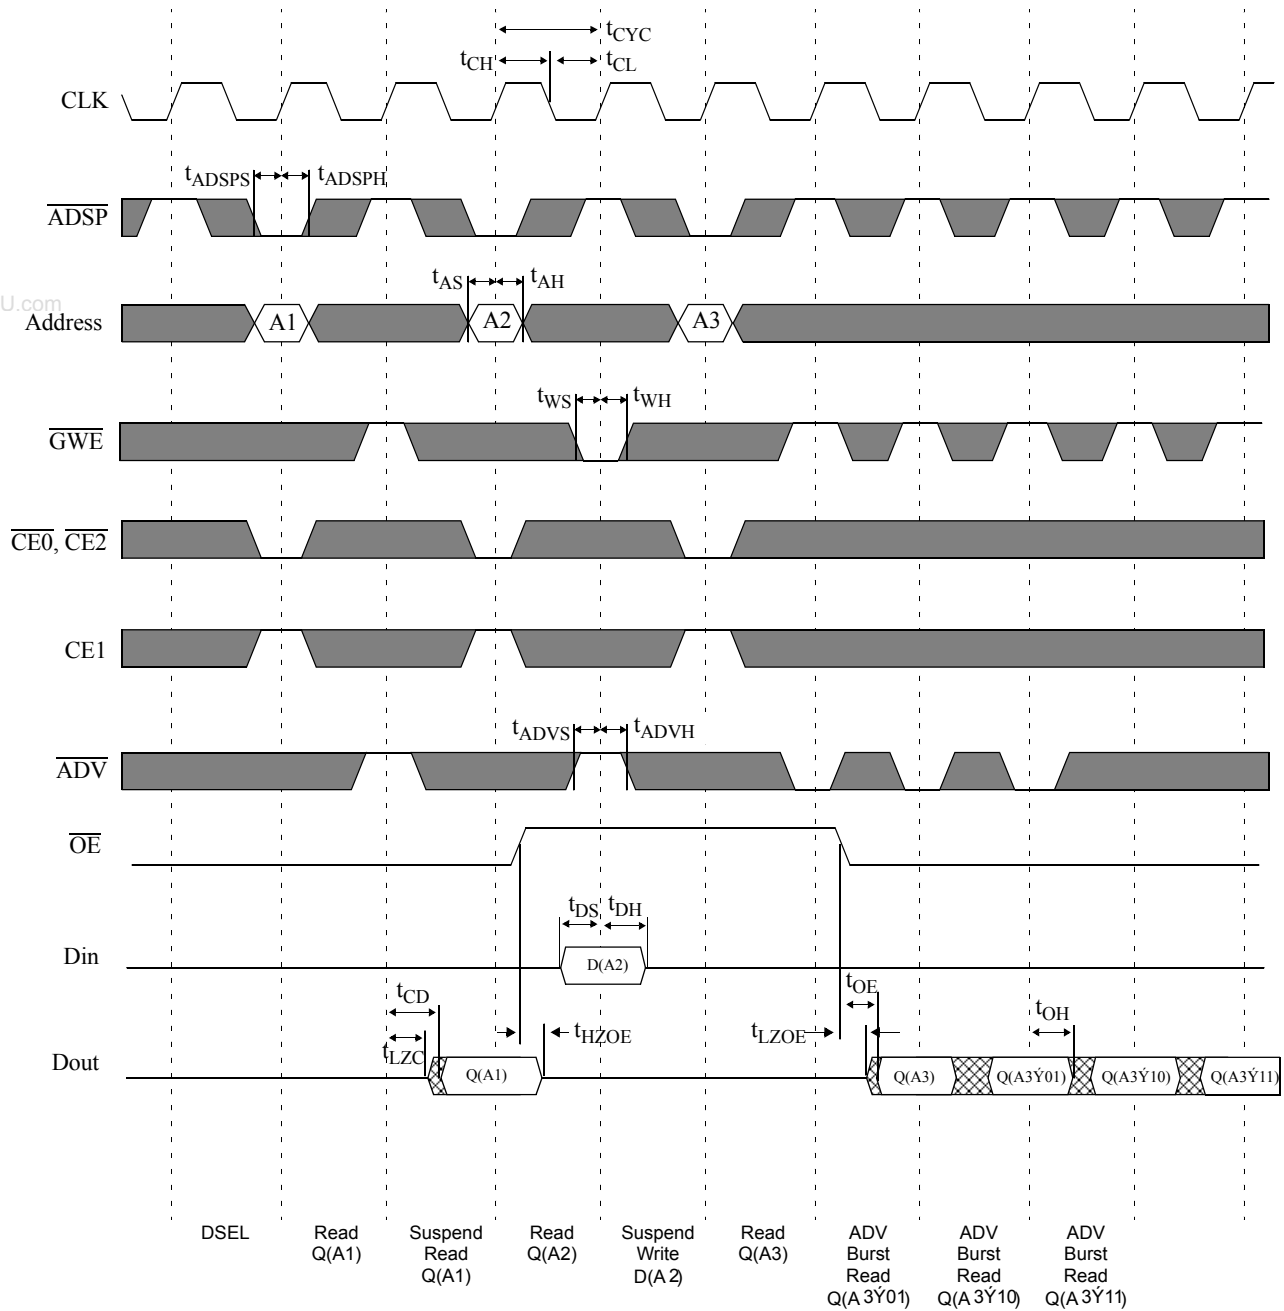 tCYC
tCH
tCL
CLK
tADSPS
tADSPH
ADSP
tAS
tAH
U.com
Address
A1
A2
A3
tWS
tWH
GWE
CE0, CE2
CE1
tADVS
tADVH
ADV
OE
tDS
tDH
Din
D(A2)
tCD
tOE
tOH
tLZC
tHZOE
tLZOE
Dout
Q(A1)
Q(A3)
Q(A3Ý01)
Q(A3Ý10)
Q(A3Ý11)
DSEL
Read
Q(A1)
Suspend
Read
Q(A1)
Read
Q(A2)
Suspend
Write
D(A2)
Read
Q(A3)
ADV
Burst
Read
Q(A3Ý01)
ADV
Burst
Read
Q(A3Ý10)
ADV
Burst
Read
Q(A3Ý11)